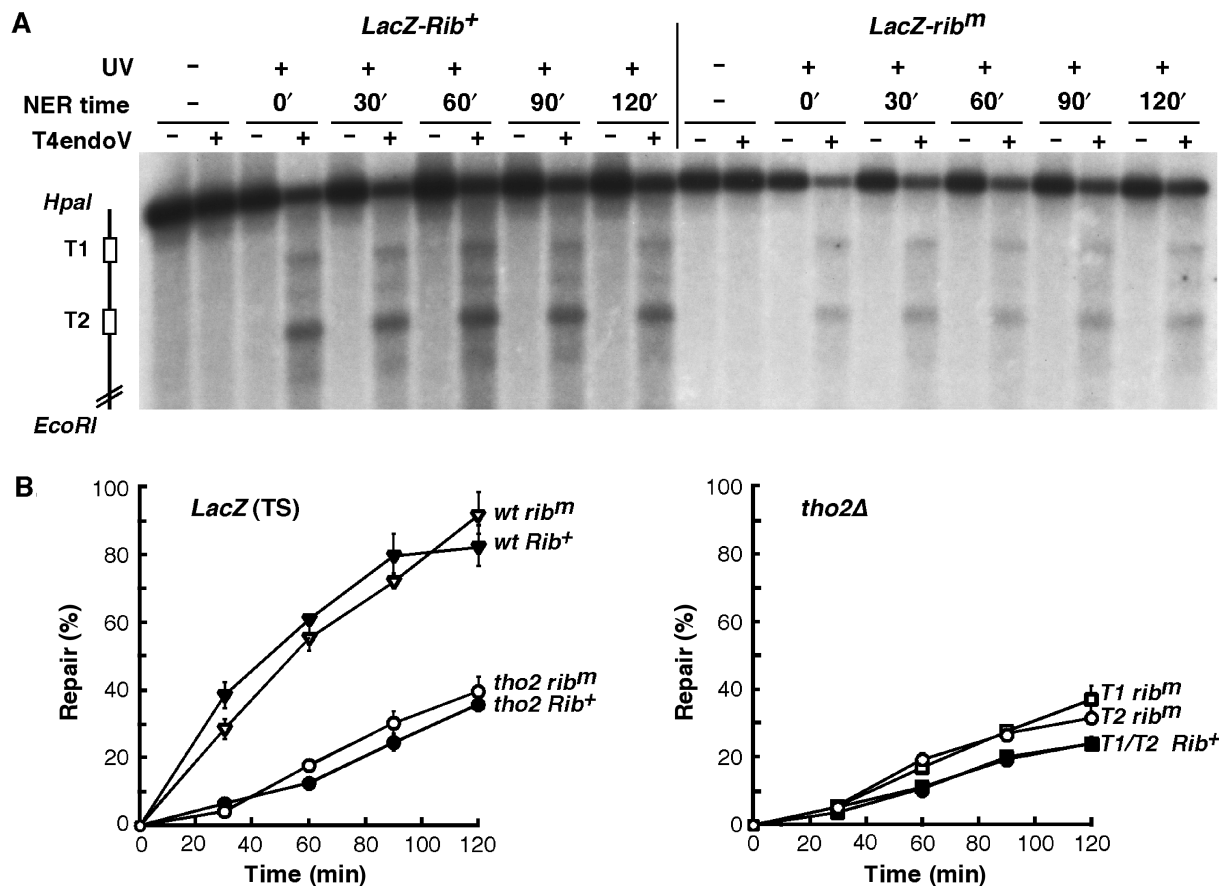 A
LacZ-Rib+ LacZ-ribm
UV – + + + + + – + + + + +
NER time – 0′ 30′ 60′ 90′ 120′ – 0′ 30′ 60′ 90′ 120′
T4endoV – + – + – + – + – + – + – + – + – + – + – + – +
HpaI
T1
T2
EcoRI
B
LacZ (TS)
Repair (%)
100
80
60
40
20
0
wt ribm
wt Rib+
tho2 ribm
tho2 Rib+
0 20 40 60 80 100 120
Time (min)
tho2Δ
Repair (%)
100
80
60
40
20
0
T1 ribm
T2 ribm
T1/T2 Rib+
0 20 40 60 80 100 120
Time (min)